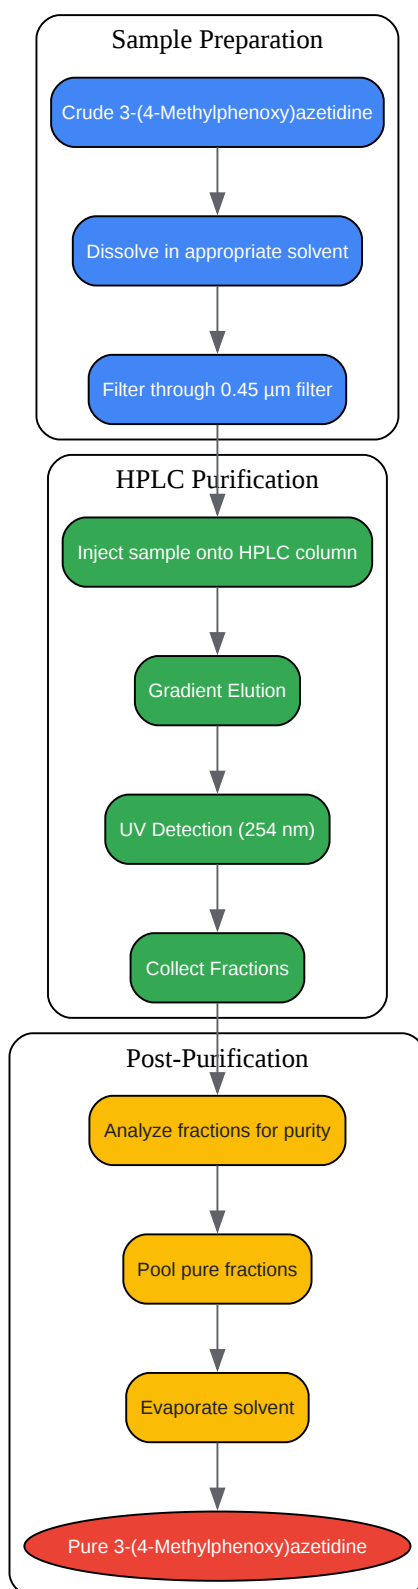 Sample Preparation
Crude 3-(4-Methylphenoxy)azetidine
Dissolve in appropriate solvent
Filter through 0.45 µm filter
HPLC Purification
Inject sample onto HPLC column
Gradient Elution
UV Detection (254 nm)
Collect Fractions
Post-Purification
Analyze fractions for purity
Pool pure fractions
Evaporate solvent
Pure 3-(4-Methylphenoxy)azetidine